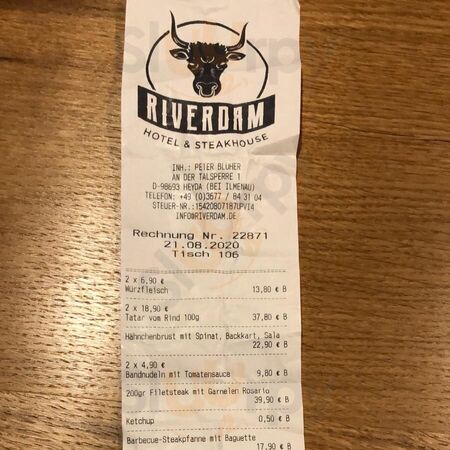 RIVERDAM
HOTEL & STEAKHOUSE
INH.: PETER BLÜHER
AN DER TALSPERRE 1
D-98693 HEYDA (BEI ILMENAU)
TELEFON: +49 (0)3677 / 84 31 04
STEUER-NR.:15420807187UPVI4
INFO@RIVERDAM.DE
Rechnung Nr. 22871
21.08.2020
Tisch 106
2 x 6,90 €
Würzfleisch 13,80 € B
2 x 18,90 €
Tatar vom Rind 100g 37,80 € B
Hähnchenbrust mit Spinat, Backkart, Sala
22,90 € B
2 x 4,90 €
Bandnudeln mit Tomatensauce 9,80 € B
200gr Filetsteak mit Garnelen Rosario
39,90 € B
Ketchup 0,50 € B
Barbecue-Steakpfanne mit Baguette
17,90 € B